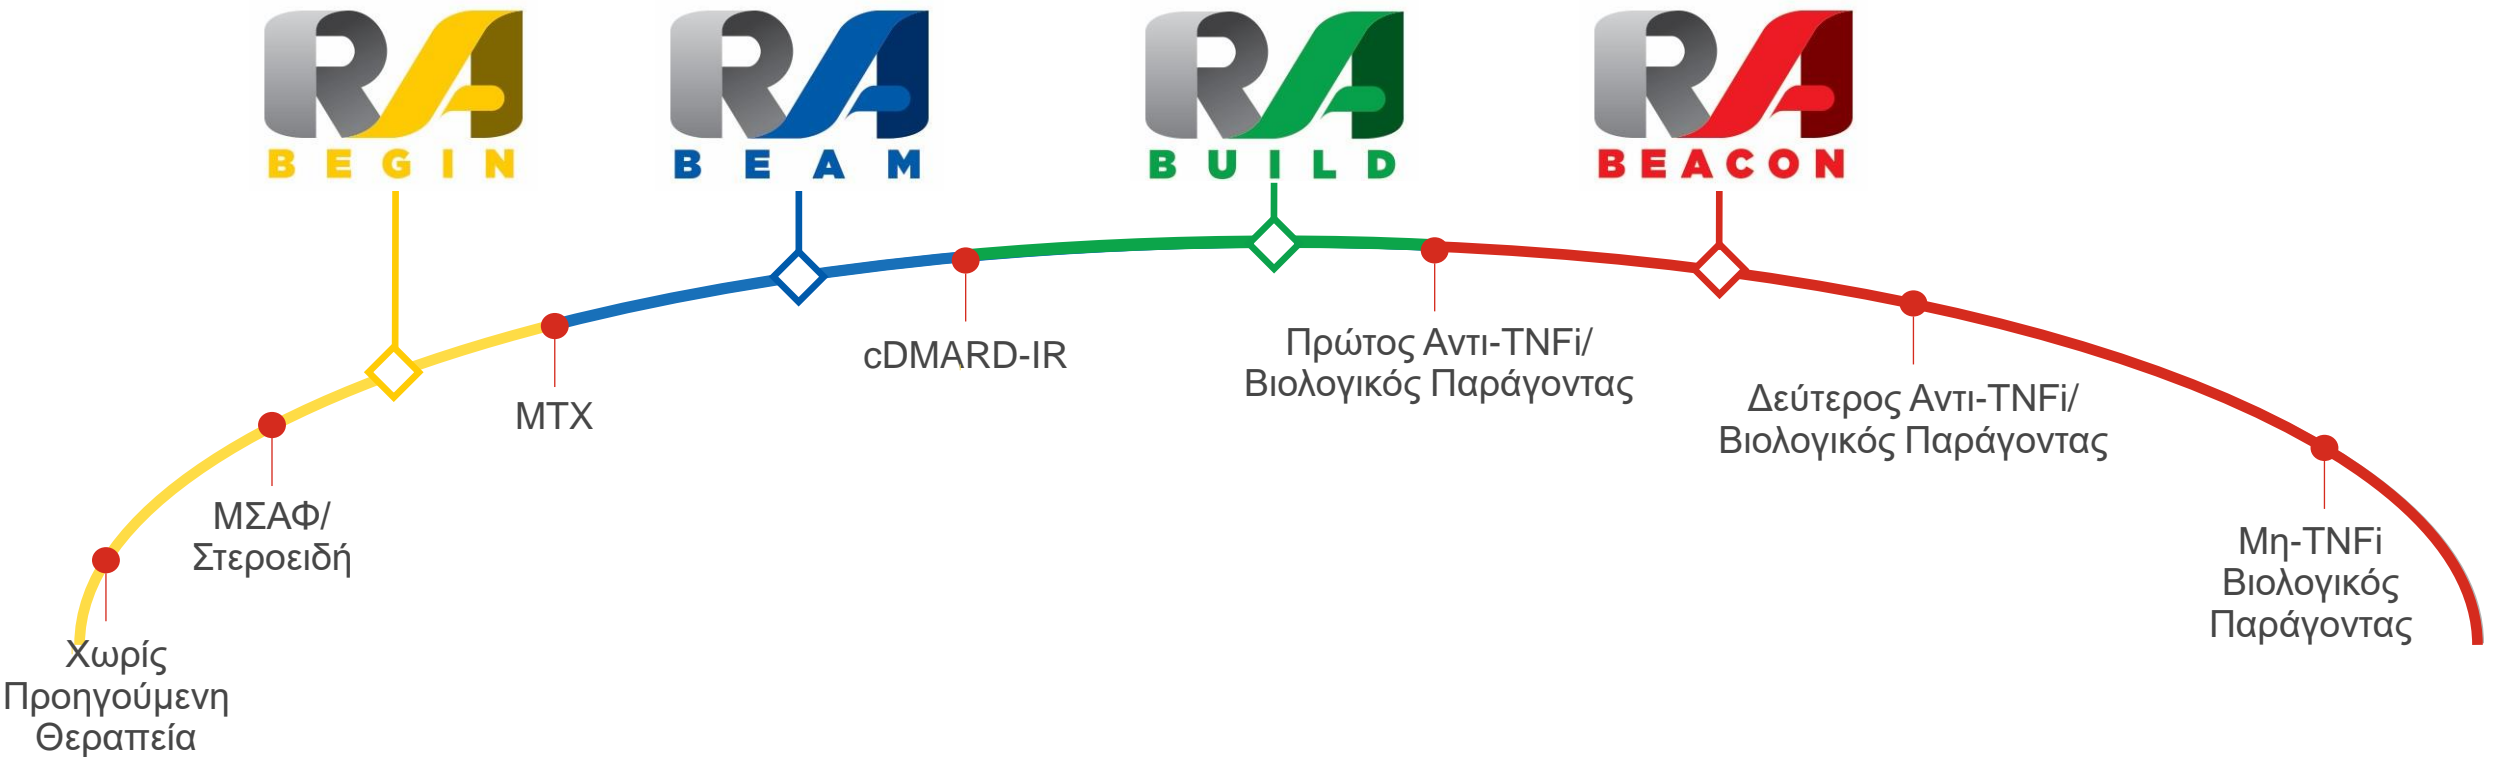 RA
BEGIN
RA
BEAM
RA
BUILD
RA
BEACON
cDMARD-IR
Πρώτος Αντι-TNFi/
Βιολογικός Παράγοντας
MTX
Δεύτερος Αντι-TNFi/
Βιολογικός Παράγοντας
ΜΣΑΦ/
Στεροειδή
Μη-TNFi
Βιολογικός
Παράγοντας
Χωρίς
Προηγούμενη
Θεραπεία